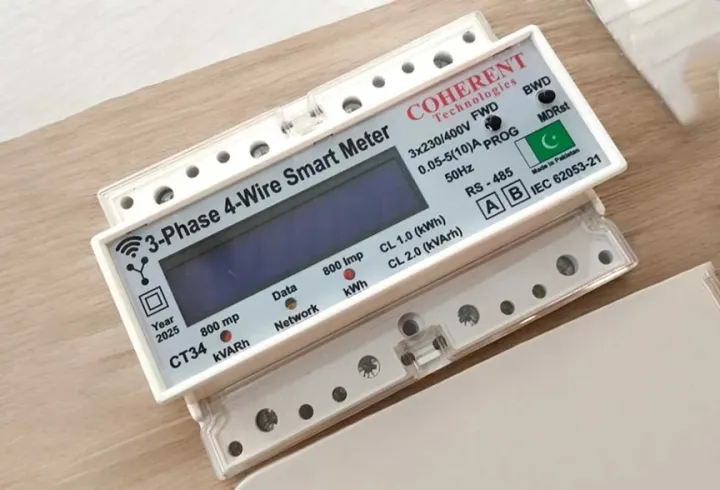 COHERENT
Technologies
3-Phase 4-Wire Smart Meter
3x230/400V
0.05-5(10)A
50Hz
FWD
PROG
BWD
MDRst
Made in Pakistan
RS - 485
A B
IEC 62053-21
CL 1.0 (kWh)
CL 2.0 (kVArh)
800 Imp
kWh
Data
Network
800 mp
kVARh
Year
2025
CT34